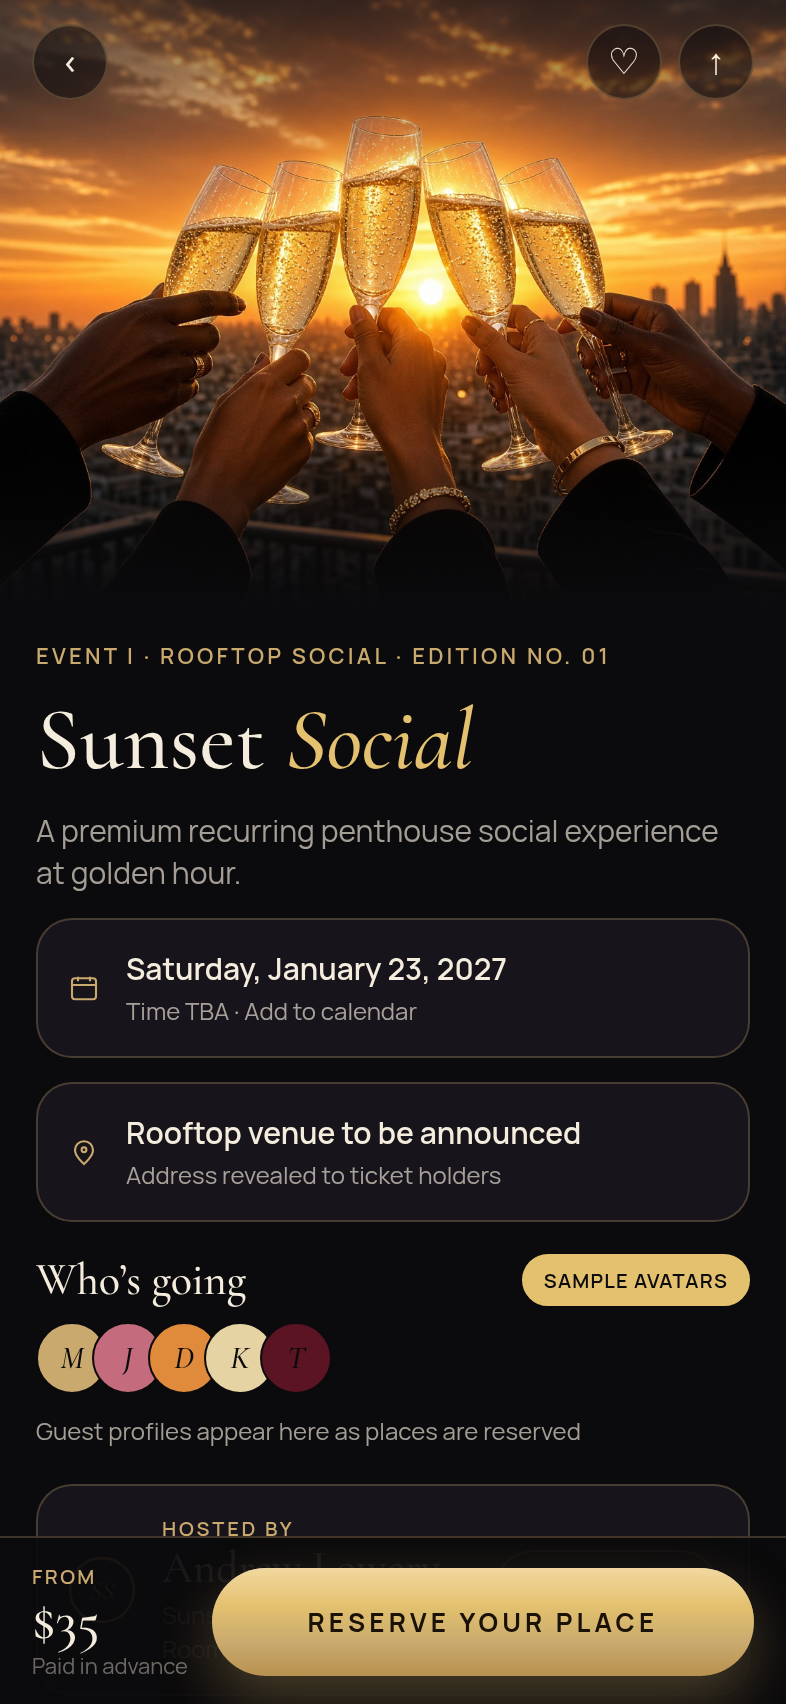 EVENT I · ROOFTOP SOCIAL · EDITION NO. 01
Sunset Social
A premium recurring penthouse social experience
at golden hour.
Saturday, January 23, 2027
Time TBA · Add to calendar
Rooftop venue to be announced
Address revealed to ticket holders
Who’s going
SAMPLE AVATARS
M J D K T
Guest profiles appear here as places are reserved
HOSTED BY
Andrew Lowery
FROM
$35
Paid in advance
RESERVE YOUR PLACE